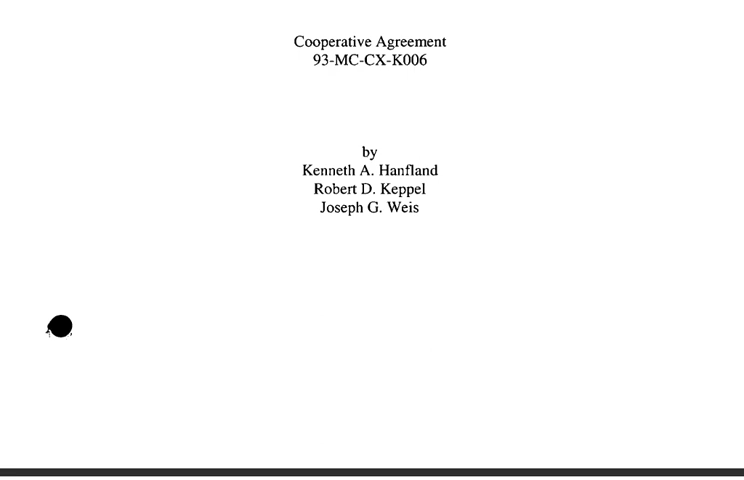 Cooperative Agreement
93-MC-CX-K006
by
Kenneth A. Hanfland
Robert D. Keppel
Joseph G. Weis